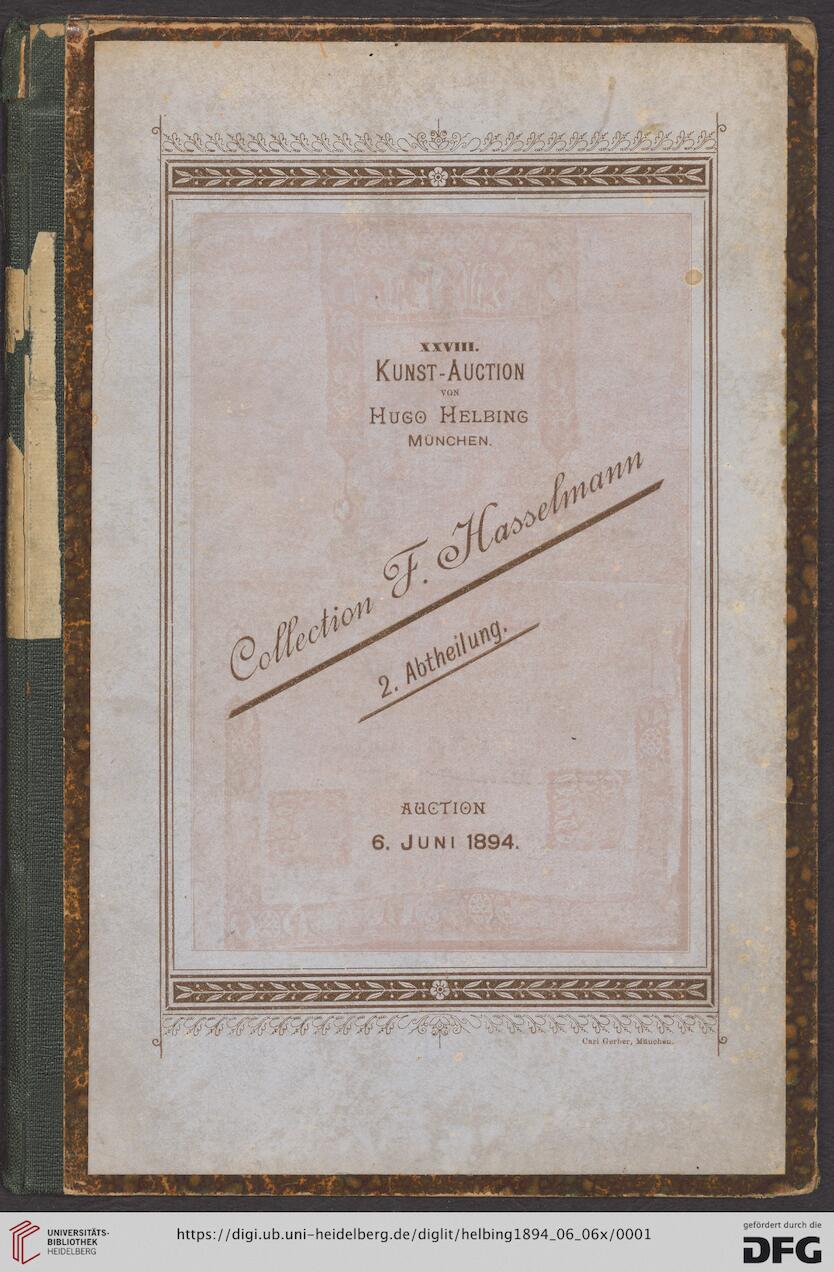 XXVIII.
KUNST-AUCTION
VON
HUGO HELBING
MÜNCHEN.
Collection F. Hasselmann
2. Abtheilung.
AUCTION
6. JUNI 1894.
Carl Gerber, München.
UNIVERSITÄTS-
BIBLIOTHEK
HEIDELBERG
https://digi.ub.uni-heidelberg.de/diglit/helbing1894_06_06x/0001
gefördert durch die
DFG